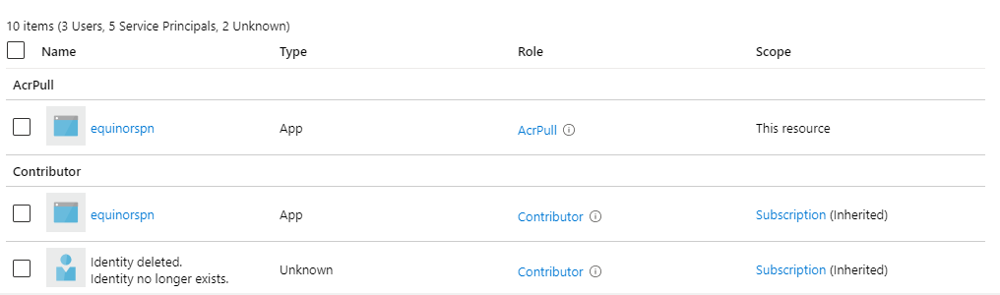 10 items (3 Users, 5 Service Principals, 2 Unknown)
Name Type Role Scope
AcrPull
equinorspn App AcrPull This resource
Contributor
equinorspn App Contributor Subscription (Inherited)
Identity deleted.
Identity no longer exists. Unknown Contributor Subscription (Inherited)